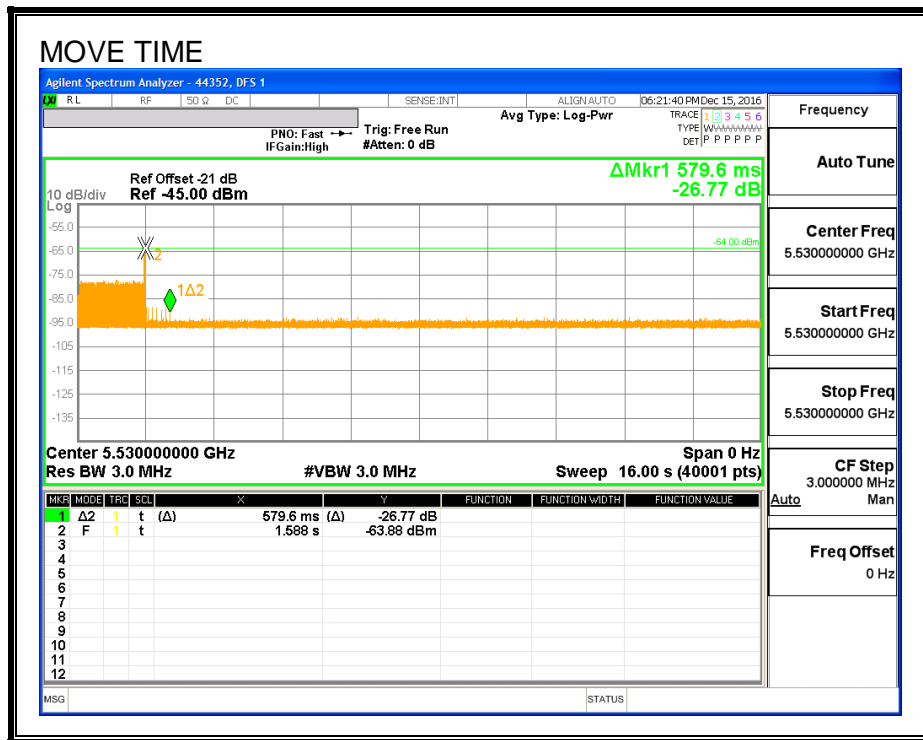 MOVE TIME
Agilent Spectrum Analyzer - 44352, DFS 1
LXI RL RF 50 Ω DC SENSE:INT ALIGN AUTO 06:21:40 PM Dec 15, 2016
Avg Type: Log-Pwr
TRACE 1 2 3 4 5 6
TYPE WWWWWW
DET P P P P P P
PNO: Fast
IFGain:High
Trig: Free Run
#Atten: 0 dB
ΔMkr1 579.6 ms
-26.77 dB
Ref Offset -21 dB
Ref -45.00 dBm
10 dB/div
Log
-55.0
-65.0
-75.0
-85.0
-95.0
-105
-115
-125
-135
-64.00 dBm
2
1Δ2
Center 5.530000000 GHz
Span 0 Hz
Res BW 3.0 MHz
#VBW 3.0 MHz
Sweep 16.00 s (40001 pts)
MKR MODE TRC SCL X Y FUNCTION FUNCTION WIDTH FUNCTION VALUE
1 Δ2 1 t (Δ) 579.6 ms (Δ) -26.77 dB
2 F 1 t 1.588 s -63.88 dBm
3
4
5
6
7
8
9
10
11
12
MSG
STATUS
Frequency
Auto Tune
Center Freq
5.530000000 GHz
Start Freq
5.530000000 GHz
Stop Freq
5.530000000 GHz
CF Step
3.000000 MHz
Auto Man
Freq Offset
0 Hz